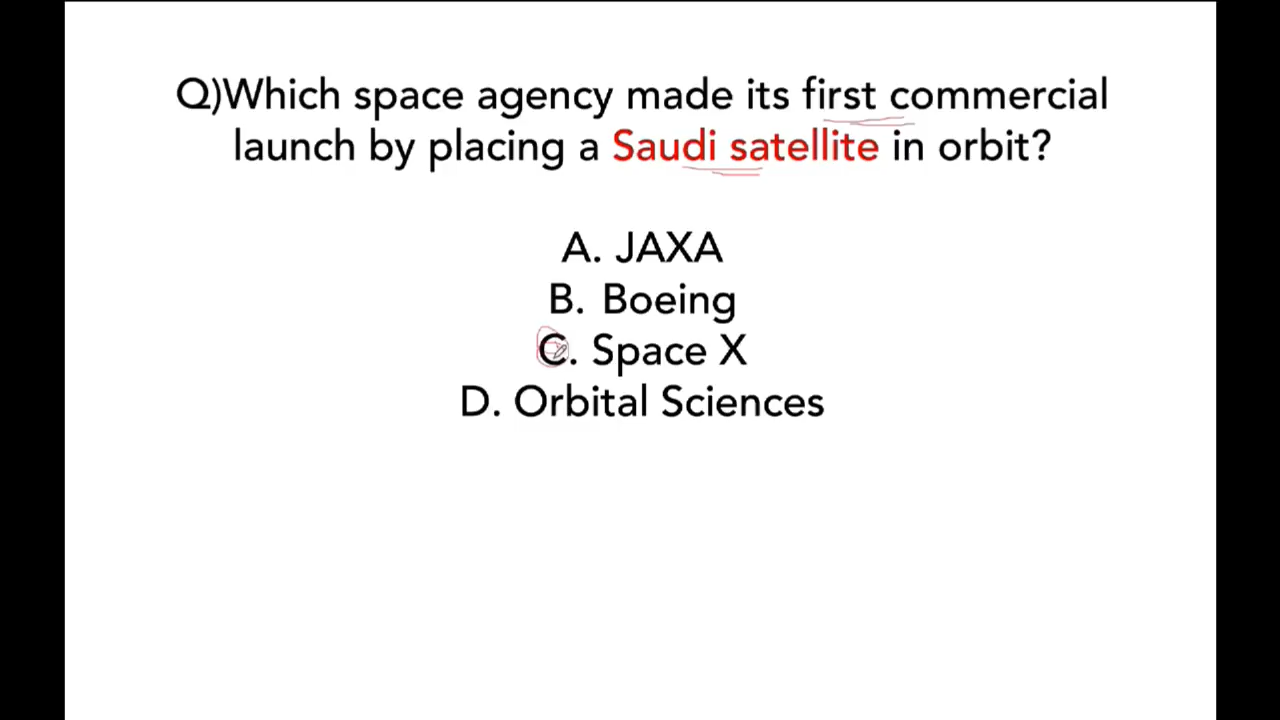 Q)Which space agency made its first commercial
launch by placing a Saudi satellite in orbit?
A. JAXA
B. Boeing
C. Space X
D. Orbital Sciences